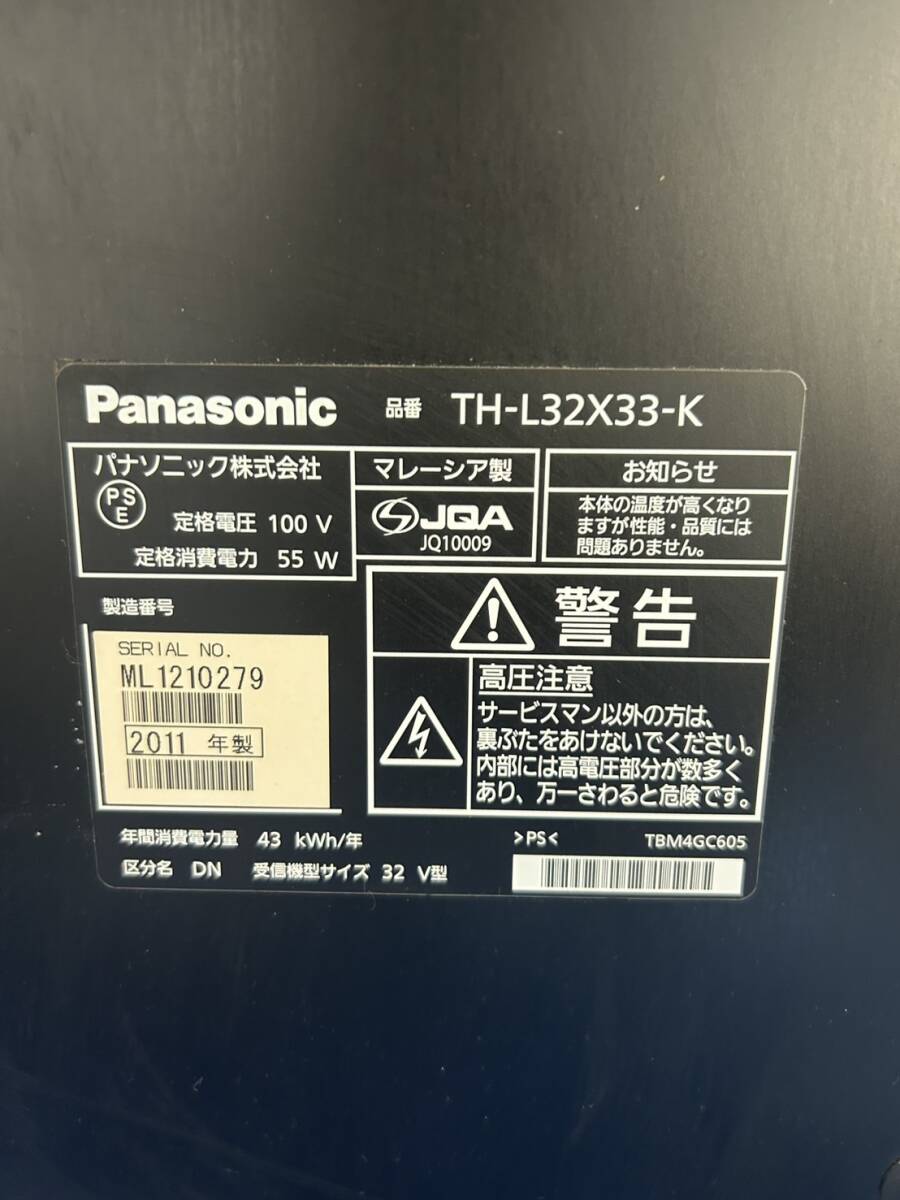 Panasonic 品番 TH-L32X33-K
パナソニック株式会社
PS
E
定格電圧 100 V
定格消費電力 55 W
マレーシア製
JQA
JQ10009
お知らせ
本体の温度が高くなり
ますが性能・品質には
問題ありません。
製造番号
SERIAL NO.
ML1210279
2011 年製
警告
高圧注意
サービスマン以外の方は、
裏ぶたをあけないでください。
内部には高電圧部分が数多く
あり、万一さわると危険です。
年間消費電力量 43 kWh/年
>PS<
TBM4GC605
区分名 DN 受信機型サイズ 32 V型